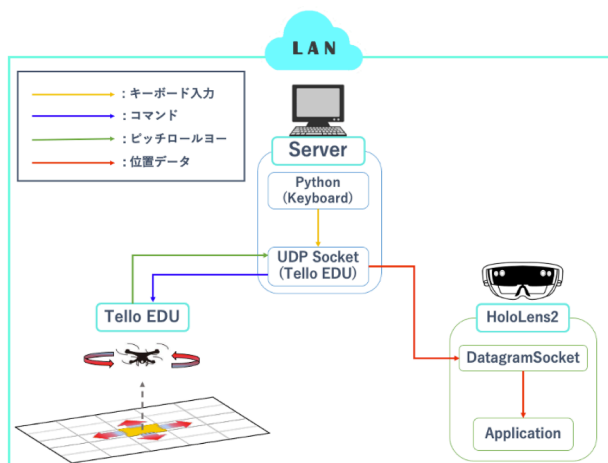 LAN
: キーボード入力
: コマンド
: ピッチロールヨー
: 位置データ
Server
Python
(Keyboard)
UDP Socket
(Tello EDU)
Tello EDU
HoloLens2
DatagramSocket
Application